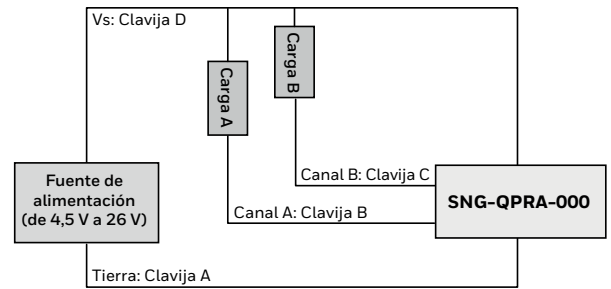 Vs: Clavija D
Carga A
Carga B
Fuente de
alimentación
(de 4,5 V a 26 V)
Canal B: Clavija C
Canal A: Clavija B
SNG-QPRA-000
Tierra: Clavija A